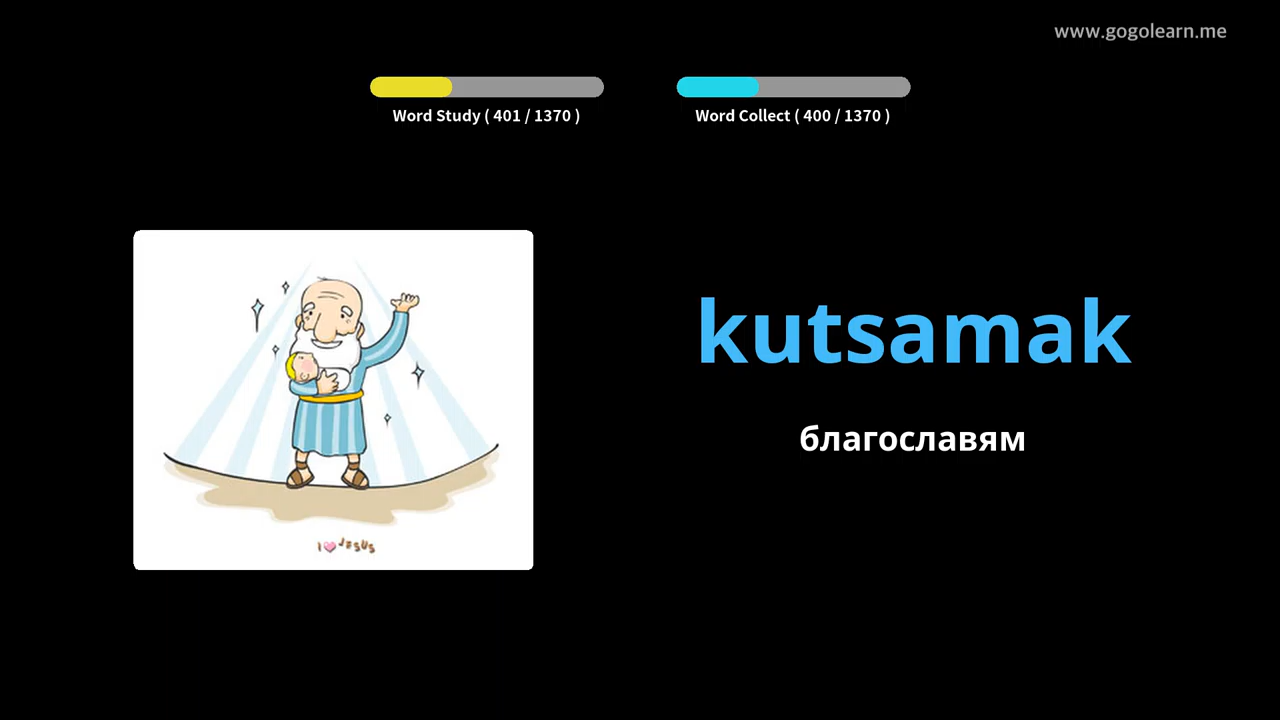 www.gogolearn.me
Word Study ( 401 / 1370 )
Word Collect ( 400 / 1370 )
kutsamak
благославям
I JESUS